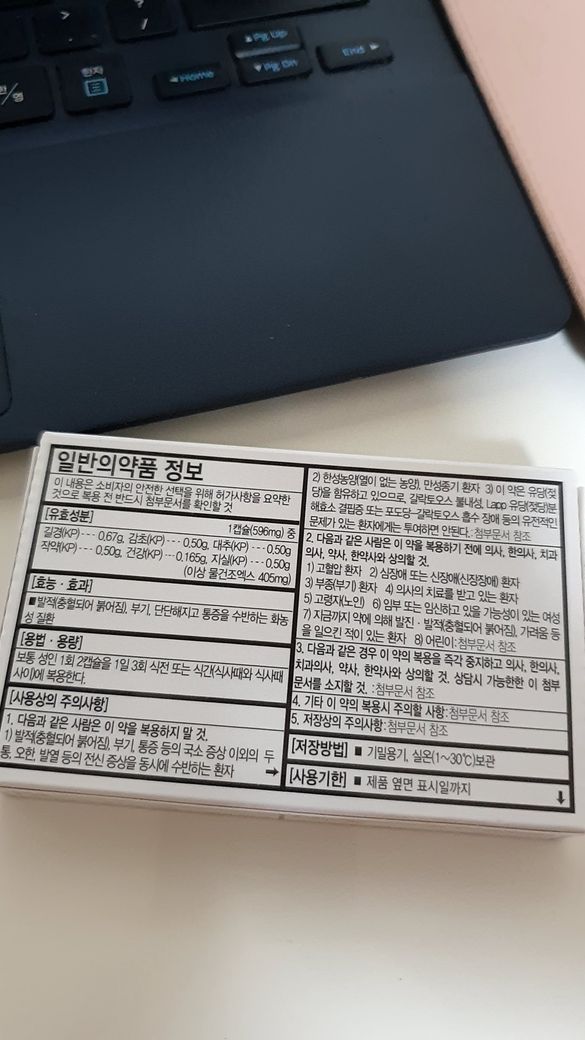 Pg Up
한자
Home
Pg Dn
End
한/영
일반의약품 정보
이 내용은 소비자의 안전한 선택을 위해 허가사항을 요약한
것으로 복용 전 반드시 첨부문서를 확인할 것
[유효성분] 1캡슐(596mg) 중
길경(KP)---0.67g, 감초(KP)---0.50g, 대추(KP)---0.50g
작약(KP)---0.50g, 건강(KP)---0.165g, 지실(KP)---0.50g
(이상 물건조엑스 405mg)
[효능·효과]
■발적(충혈되어 붉어짐), 부기, 단단해지고 통증을 수반하는 화농
성 질환
[용법·용량]
보통 성인 1회 2캡슐을 1일 3회 식전 또는 식간(식사때와 식사때
사이)에 복용한다.
[사용상의 주의사항]
1. 다음과 같은 사람은 이 약을 복용하지 말 것.
1) 발적(충혈되어 붉어짐), 부기, 통증 등의 국소 증상 이외의 두
통, 오한, 발열 등의 전신 증상을 동시에 수반하는 환자 →
2) 한성농양(열이 없는 농양), 만성종기 환자 3) 이 약은 유당(젖
당)을 함유하고 있으므로, 갈락토오스 불내성, Lapp 유당(젖당)분
해효소 결핍증 또는 포도당-갈락토오스 흡수 장애 등의 유전적인
문제가 있는 환자에게는 투여하면 안된다.: 첨부문서 참조
2. 다음과 같은 사람은 이 약을 복용하기 전에 의사, 한의사, 치과
의사, 약사, 한약사와 상의할 것.
1) 고혈압 환자 2) 심장애 또는 신장애(신장장애) 환자
3) 부종(부기) 환자 4) 의사의 치료를 받고 있는 환자
5) 고령자(노인) 6) 임부 또는 임신하고 있을 가능성이 있는 여성
7) 지금까지 약에 의해 발진·발적(충혈되어 붉어짐), 가려움 등
을 일으킨 적이 있는 환자 8) 어린이: 첨부문서 참조
3. 다음과 같은 경우 이 약의 복용을 즉각 중지하고 의사, 한의사,
치과의사, 약사, 한약사와 상의할 것. 상담시 가능한한 이 첨부
문서를 소지할 것. : 첨부문서 참조
4. 기타 이 약의 복용시 주의할 사항: 첨부문서 참조
5. 저장상의 주의사항: 첨부문서 참조
[저장방법] ■ 기밀용기, 실온(1~30℃)보관
[사용기한] ■ 제품 옆면 표시일까지 ↓